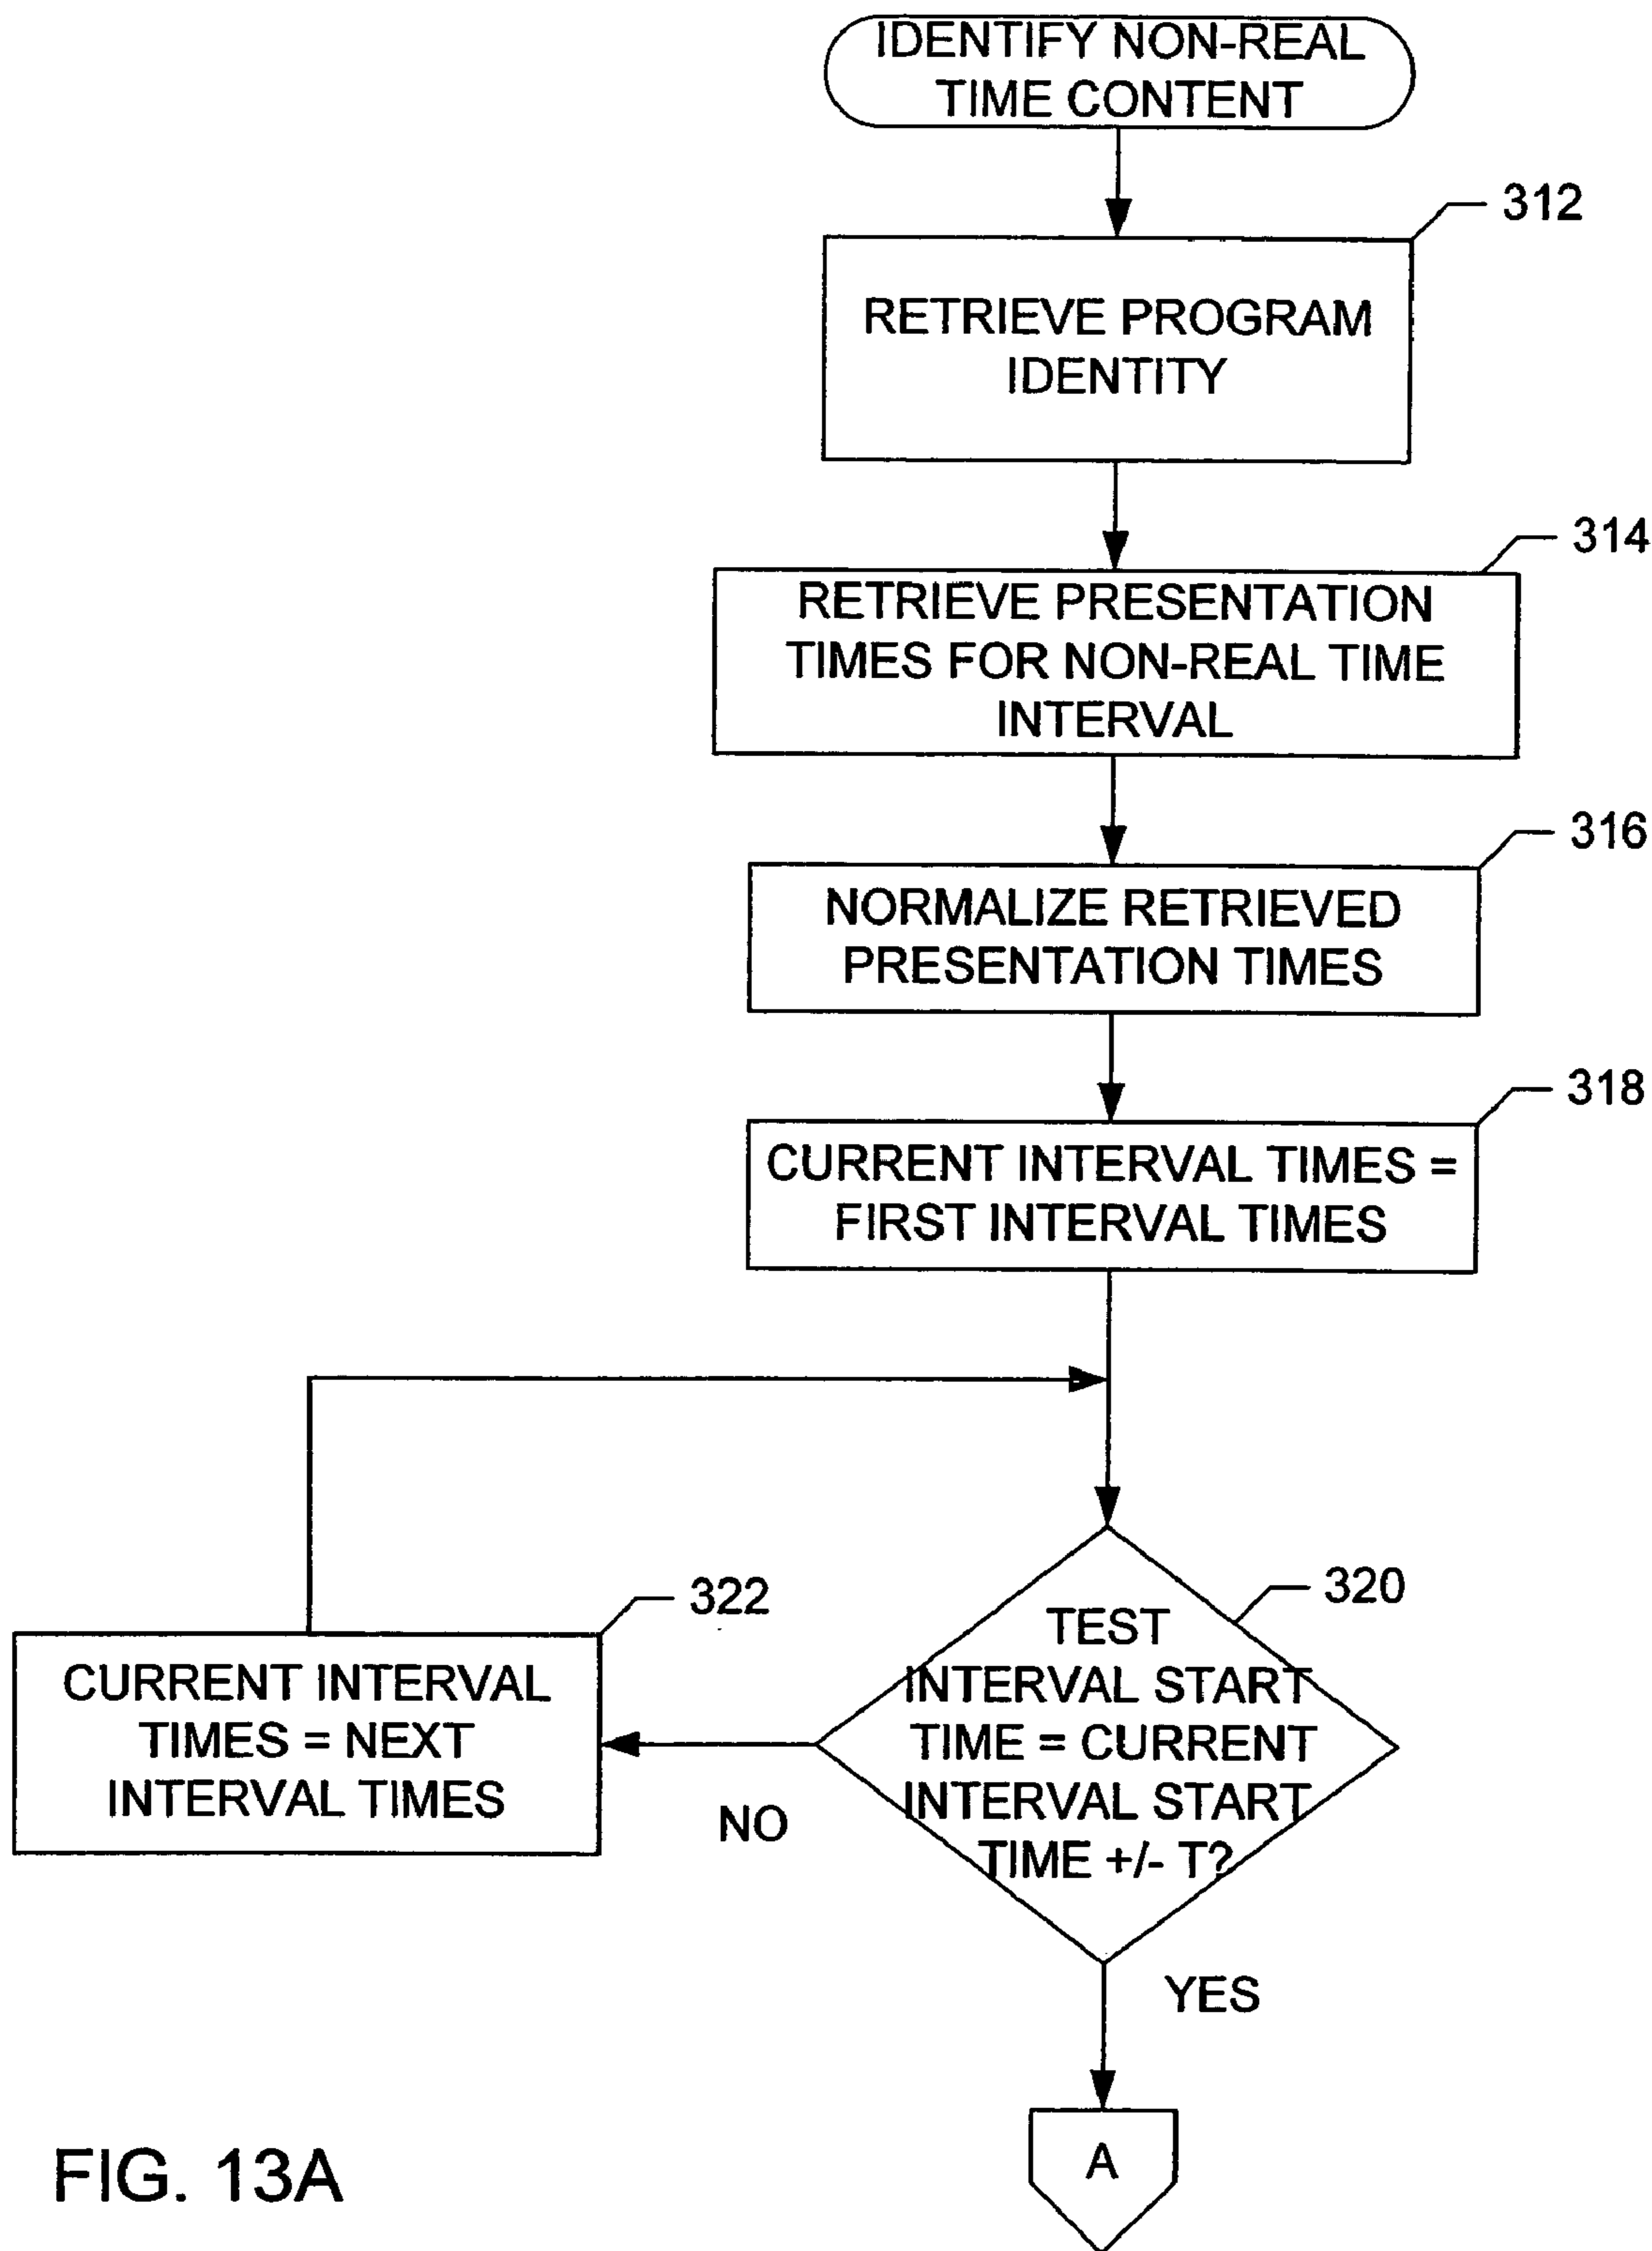 IDENTIFY NON-REAL
TIME CONTENT
312
RETRIEVE PROGRAM
IDENTITY
314
RETRIEVE PRESENTATION
TIMES FOR NON-REAL TIME
INTERVAL
316
NORMALIZE RETRIEVED
PRESENTATION TIMES
318
CURRENT INTERVAL TIMES =
FIRST INTERVAL TIMES
320
TEST
INTERVAL START
TIME = CURRENT
INTERVAL START
TIME +/- T?
322
CURRENT INTERVAL
TIMES = NEXT
INTERVAL TIMES
NO
YES
A
FIG. 13A